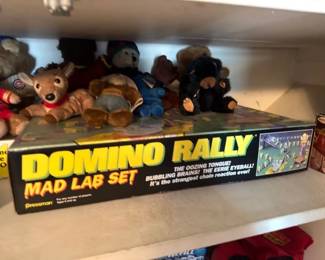 DOMINO RALLY
MAD LAB SET
THE OOZING TONGUE!
BUBBLING BRAINS! THE EERIE EYEBALL!
It's the strangest chain reaction ever!
Pressman